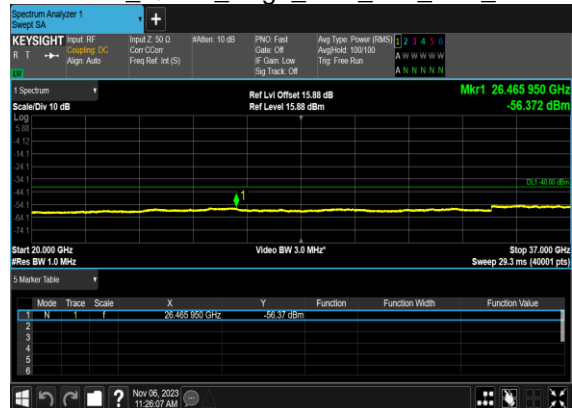 Spectrum Analyzer 1
Swept SA
KEYSIGHT Input: RF Input Z: 50 Ω #Atten: 10 dB PNO: Fast Avg Type: Power (RMS) 1 2 3 4 5 6
R T Coupling: DC Corr CCorr Gate: Off Avg|Hold: 100/100 A W W W W W
Align: Auto Freq Ref: Int (S) IF Gain: Low Trig: Free Run
LW Sig Track: Off A N N N N N
1 Spectrum Ref Lvl Offset 15.88 dB Mkr1 26.465 950 GHz
Scale/Div 10 dB Ref Level 15.88 dBm -56.372 dBm
Log
5.88
-4.12
-14.1
-24.1
-34.1
DL1 -40.00 dBm
-44.1
1
-54.1
-64.1
-74.1
Start 20.000 GHz Video BW 3.0 MHz* Stop 37.000 GHz
#Res BW 1.0 MHz Sweep 29.3 ms (40001 pts)
5 Marker Table
Mode Trace Scale X Y Function Function Width Function Value
1 N 1 f 26.465 950 GHz -56.37 dBm
2
3
4
5
6
? Nov 06, 2023
11:26:07 AM